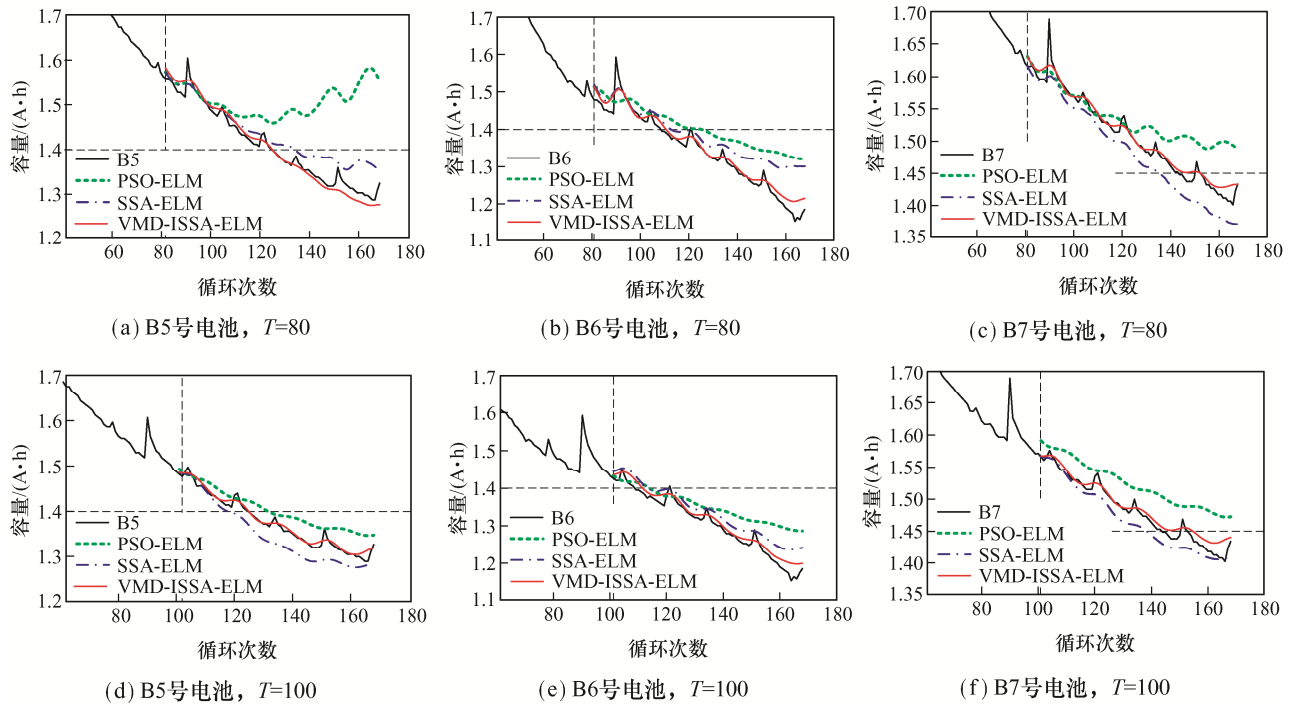 1.7
1.6
1.5
1.4
1.3
1.2
容量/(A•h)
B5
PSO-ELM
SSA-ELM
VMD-ISSA-ELM
60 80 100 120 140 160 180
循环次数
(a) B5号电池，T=80
1.7
1.6
1.5
1.4
1.3
1.2
1.1
容量/(A•h)
B6
PSO-ELM
SSA-ELM
VMD-ISSA-ELM
60 80 100 120 140 160 180
循环次数
(b) B6号电池，T=80
1.70
1.65
1.60
1.55
1.50
1.45
1.40
1.35
容量/(A•h)
B7
PSO-ELM
SSA-ELM
VMD-ISSA-ELM
60 80 100 120 140 160 180
循环次数
(c) B7号电池，T=80
1.7
1.6
1.5
1.4
1.3
1.2
容量/(A•h)
B5
PSO-ELM
SSA-ELM
VMD-ISSA-ELM
80 100 120 140 160 180
循环次数
(d) B5号电池，T=100
1.7
1.6
1.5
1.4
1.3
1.2
1.1
容量/(A•h)
B6
PSO-ELM
SSA-ELM
VMD-ISSA-ELM
80 100 120 140 160 180
循环次数
(e) B6号电池，T=100
1.70
1.65
1.60
1.55
1.50
1.45
1.40
1.35
容量/(A•h)
B7
PSO-ELM
SSA-ELM
VMD-ISSA-ELM
80 100 120 140 160 180
循环次数
(f) B7号电池，T=100